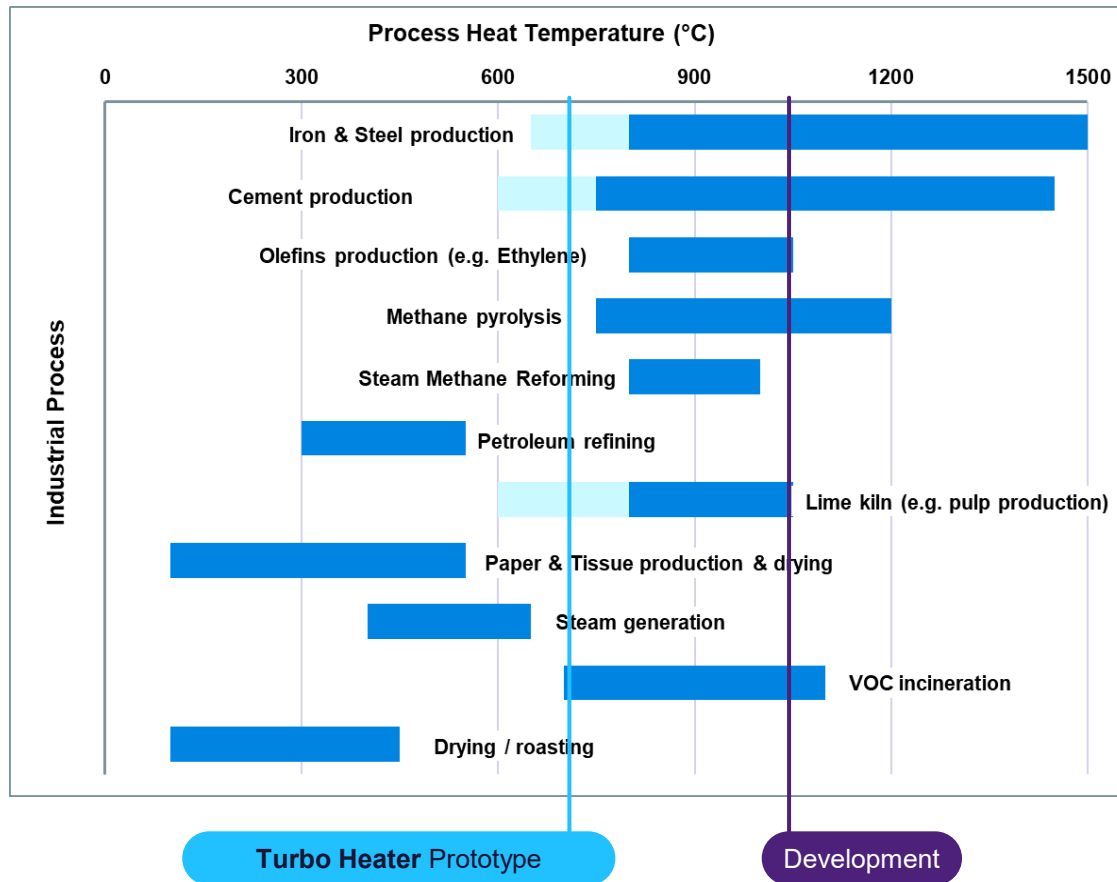 Process Heat Temperature (°C)
0 300 600 900 1200 1500
Industrial Process
Iron & Steel production
Cement production
Olefins production (e.g. Ethylene)
Methane pyrolysis
Steam Methane Reforming
Petroleum refining
Lime kiln (e.g. pulp production)
Paper & Tissue production & drying
Steam generation
VOC incineration
Drying / roasting
Turbo Heater Prototype
Development